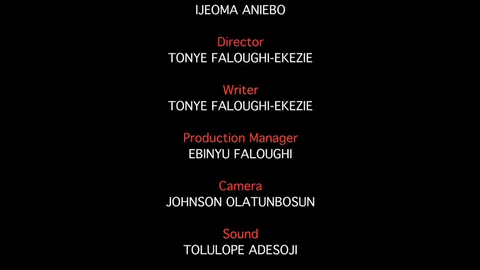 IJEOMA ANIEBO
Director
TONYE FALOUGHI-EKEZIE
Writer
TONYE FALOUGHI-EKEZIE
Production Manager
EBINYU FALOUGHI
Camera
JOHNSON OLATUNBOSUN
Sound
TOLULOPE ADESOJI